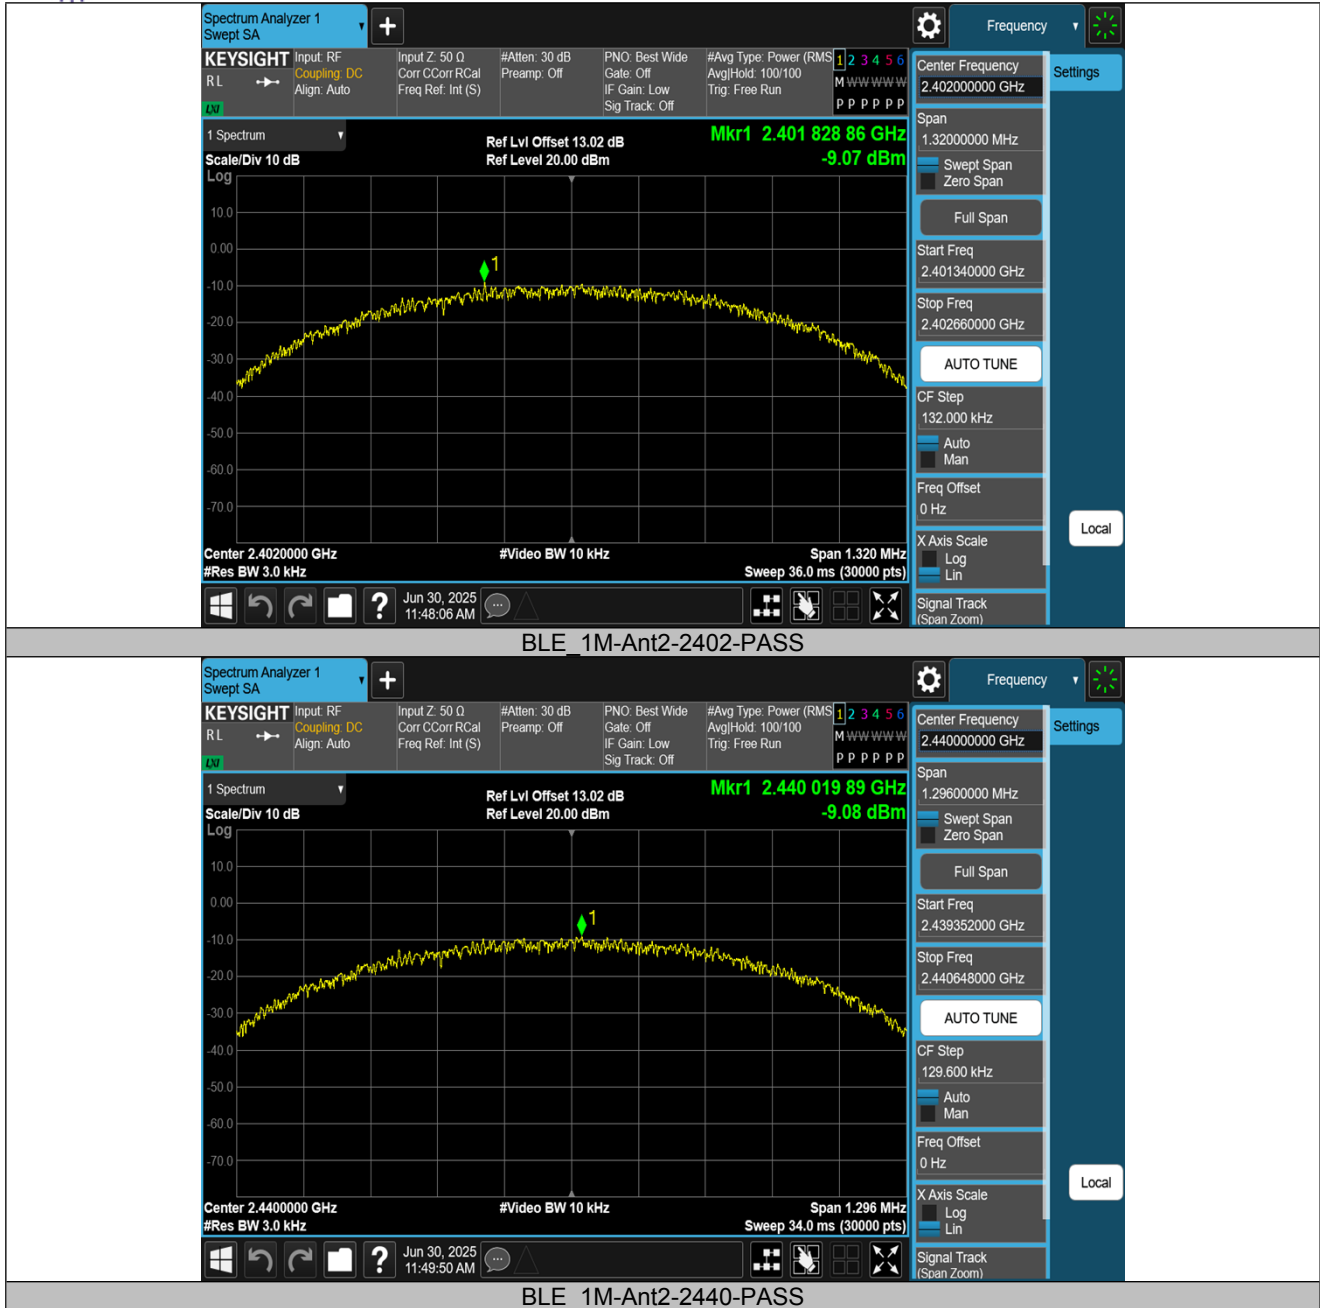 Spectrum Analyzer 1
Swept SA
Frequency
KEYSIGHT
R L
LXI
Input: RF
Coupling: DC
Align: Auto
Input Z: 50 Ω
Corr CCorr RCal
Freq Ref: Int (S)
#Atten: 30 dB
Preamp: Off
PNO: Best Wide
Gate: Off
IF Gain: Low
Sig Track: Off
#Avg Type: Power (RMS
Avg|Hold: 100/100
Trig: Free Run
1 2 3 4 5 6
M W W W W W
P P P P P P
Center Frequency
2.402000000 GHz
Settings
Span
1.32000000 MHz
Swept Span
Zero Span
Full Span
Start Freq
2.401340000 GHz
Stop Freq
2.402660000 GHz
AUTO TUNE
CF Step
132.000 kHz
Auto
Man
Freq Offset
0 Hz
X Axis Scale
Log
Lin
Signal Track
(Span Zoom)
Local
1 Spectrum
Scale/Div 10 dB
Log
Ref Lvl Offset 13.02 dB
Ref Level 20.00 dBm
Mkr1 2.401 828 86 GHz
-9.07 dBm
1
10.0
0.00
-10.0
-20.0
-30.0
-40.0
-50.0
-60.0
-70.0
Center 2.4020000 GHz
#Video BW 10 kHz
Span 1.320 MHz
#Res BW 3.0 kHz
Sweep 36.0 ms (30000 pts)
?
Jun 30, 2025
11:48:06 AM
BLE_1M-Ant2-2402-PASS
Spectrum Analyzer 1
Swept SA
Frequency
KEYSIGHT
R L
LXI
Input: RF
Coupling: DC
Align: Auto
Input Z: 50 Ω
Corr CCorr RCal
Freq Ref: Int (S)
#Atten: 30 dB
Preamp: Off
PNO: Best Wide
Gate: Off
IF Gain: Low
Sig Track: Off
#Avg Type: Power (RMS
Avg|Hold: 100/100
Trig: Free Run
1 2 3 4 5 6
M W W W W W
P P P P P P
Center Frequency
2.440000000 GHz
Settings
Span
1.29600000 MHz
Swept Span
Zero Span
Full Span
Start Freq
2.439352000 GHz
Stop Freq
2.440648000 GHz
AUTO TUNE
CF Step
129.600 kHz
Auto
Man
Freq Offset
0 Hz
X Axis Scale
Log
Lin
Signal Track
(Span Zoom)
Local
1 Spectrum
Scale/Div 10 dB
Log
Ref Lvl Offset 13.02 dB
Ref Level 20.00 dBm
Mkr1 2.440 019 89 GHz
-9.08 dBm
1
10.0
0.00
-10.0
-20.0
-30.0
-40.0
-50.0
-60.0
-70.0
Center 2.4400000 GHz
#Video BW 10 kHz
Span 1.296 MHz
#Res BW 3.0 kHz
Sweep 34.0 ms (30000 pts)
?
Jun 30, 2025
11:49:50 AM
BLE_1M-Ant2-2440-PASS